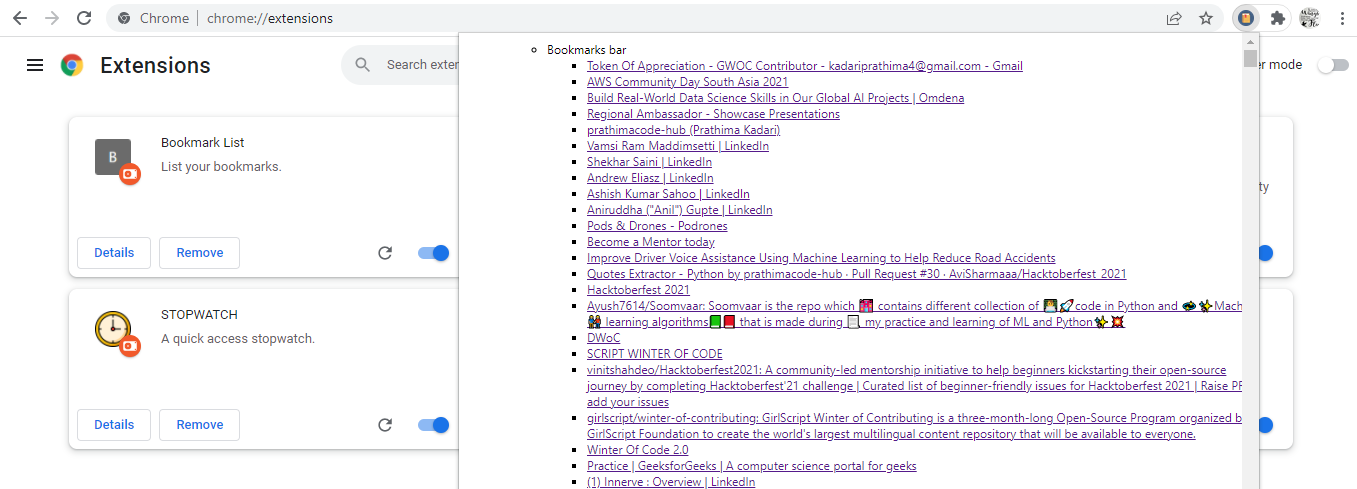 Chrome | chrome://extensions
Extensions
Search exten
er mode
B
Bookmark List
List your bookmarks.
Details
Remove
STOPWATCH
A quick access stopwatch.
Details
Remove
Bookmarks bar
Token Of Appreciation - GWOC Contributor - kadariprathima4@gmail.com - Gmail
AWS Community Day South Asia 2021
Build Real-World Data Science Skills in Our Global AI Projects | Omdena
Regional Ambassador - Showcase Presentations
prathimacode-hub (Prathima Kadari)
Vamsi Ram Maddimsetti | LinkedIn
Shekhar Saini | LinkedIn
Andrew Eliasz | LinkedIn
Ashish Kumar Sahoo | LinkedIn
Aniruddha ("Anil") Gupte | LinkedIn
Pods & Drones - Podrones
Become a Mentor today
Improve Driver Voice Assistance Using Machine Learning to Help Reduce Road Accidents
Quotes Extractor - Python by prathimacode-hub · Pull Request #30 · AviSharmaaa/Hacktoberfest_2021
Hacktoberfest 2021
Ayush7614/Soomvaar: Soomvaar is the repo which contains different collection of code in Python and Mach
learning algorithms that is made during my practice and learning of ML and Python
DWoC
SCRIPT WINTER OF CODE
vinitshahdeo/Hacktoberfest2021: A community-led mentorship initiative to help beginners kickstarting their open-source
journey by completing Hacktoberfest'21 challenge | Curated list of beginner-friendly issues for Hacktoberfest 2021 | Raise PR
add your issues
girlscript/winter-of-contributing: GirlScript Winter of Contributing is a three-month-long Open-Source Program organized b
GirlScript Foundation to create the world's largest multilingual content repository that will be available to everyone.
Winter Of Code 2.0
Practice | GeeksforGeeks | A computer science portal for geeks
(1) Innerve : Overview | LinkedIn
ty